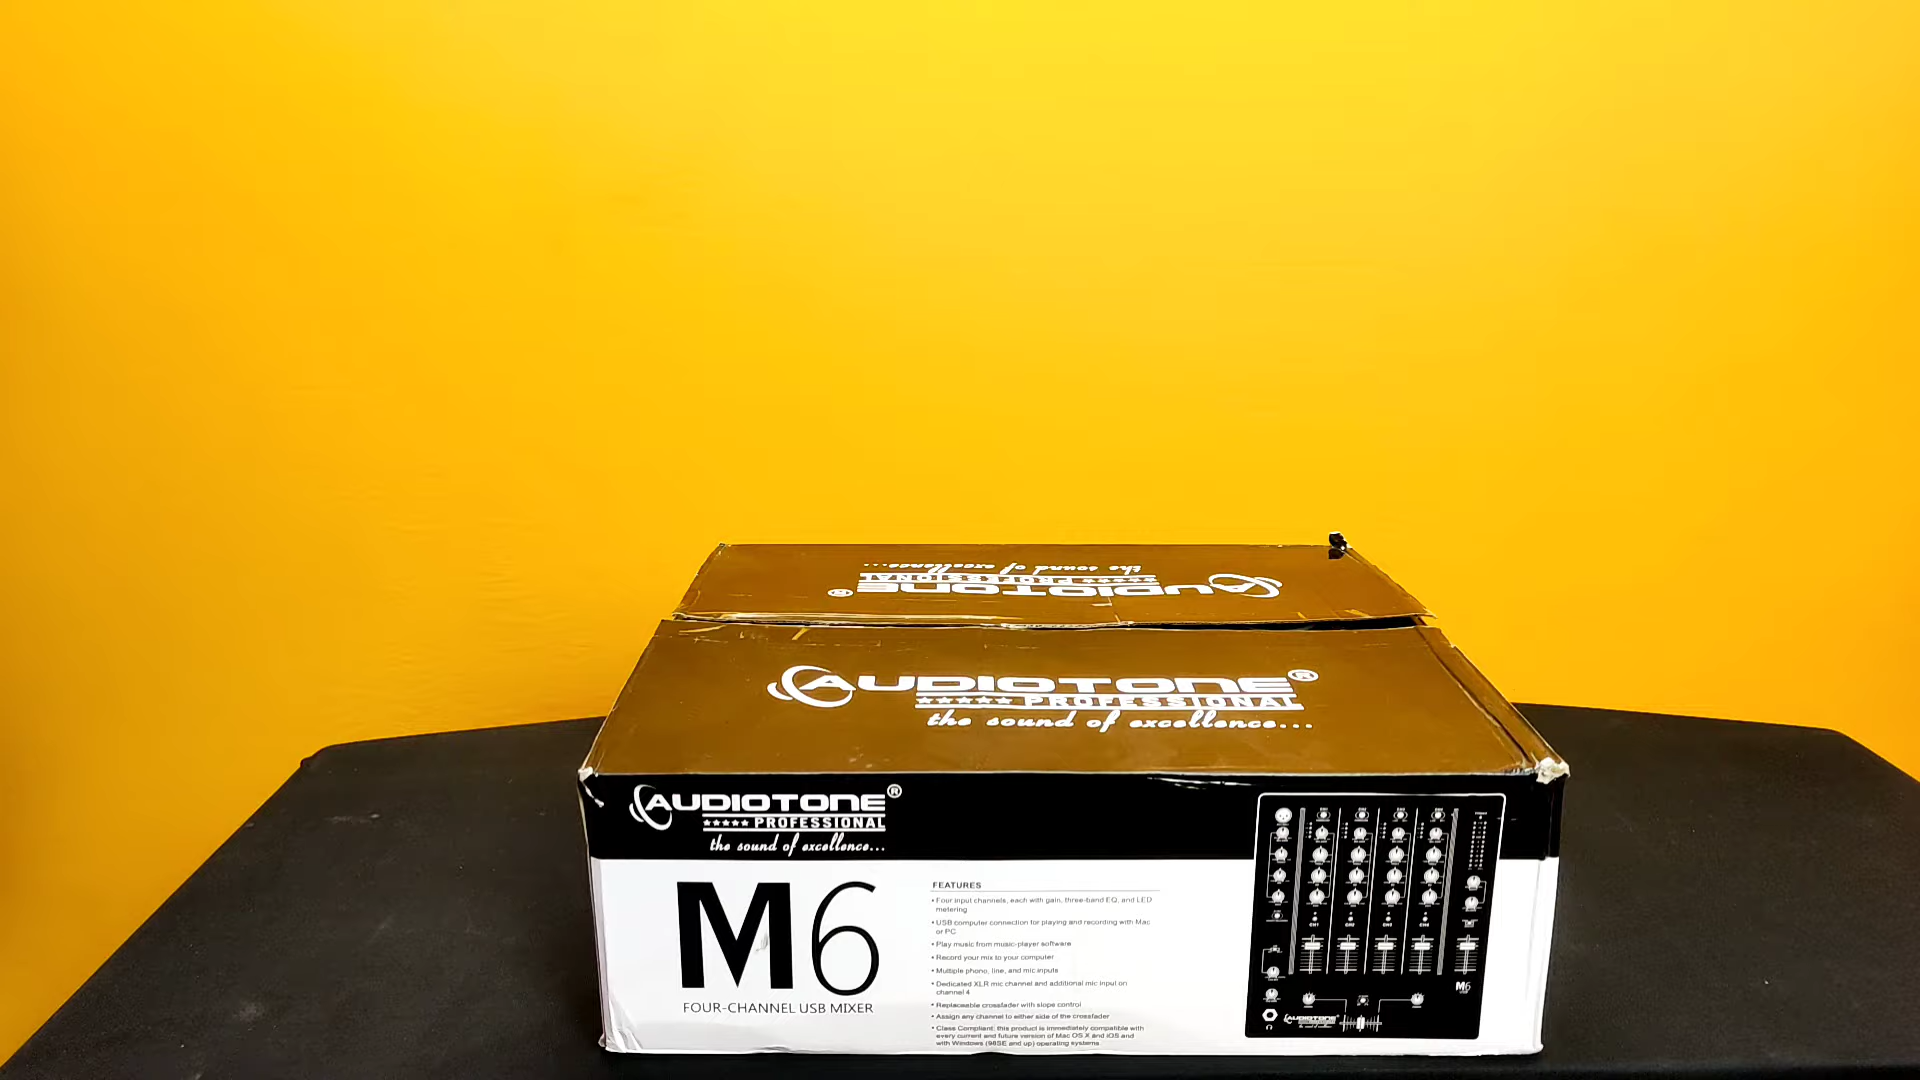 the sound of excellence...
PROFESSIONAL
AUDIOTONE®
AUDIOTONE®
PROFESSIONAL
the sound of excellence...
AUDIOTONE®
PROFESSIONAL
the sound of excellence...
M6
FOUR-CHANNEL USB MIXER
FEATURES
• Four input channels, each with gain, three-band EQ, and LED
metering
• USB computer connection for playing and recording with Mac
or PC
• Play music from music-player software
• Record your mix to your computer
• Multiple phono, line, and mic inputs
• Dedicated XLR mic channel and additional mic input on
channel 4
• Replaceable crossfader with slope control
• Assign any channel to either side of the crossfader
• Class Compliant: this product is immediately compatible with
every current and future version of Mac OS X and iOS and
with Windows (98SE and up) operating systems
M6
AUDIOTONE